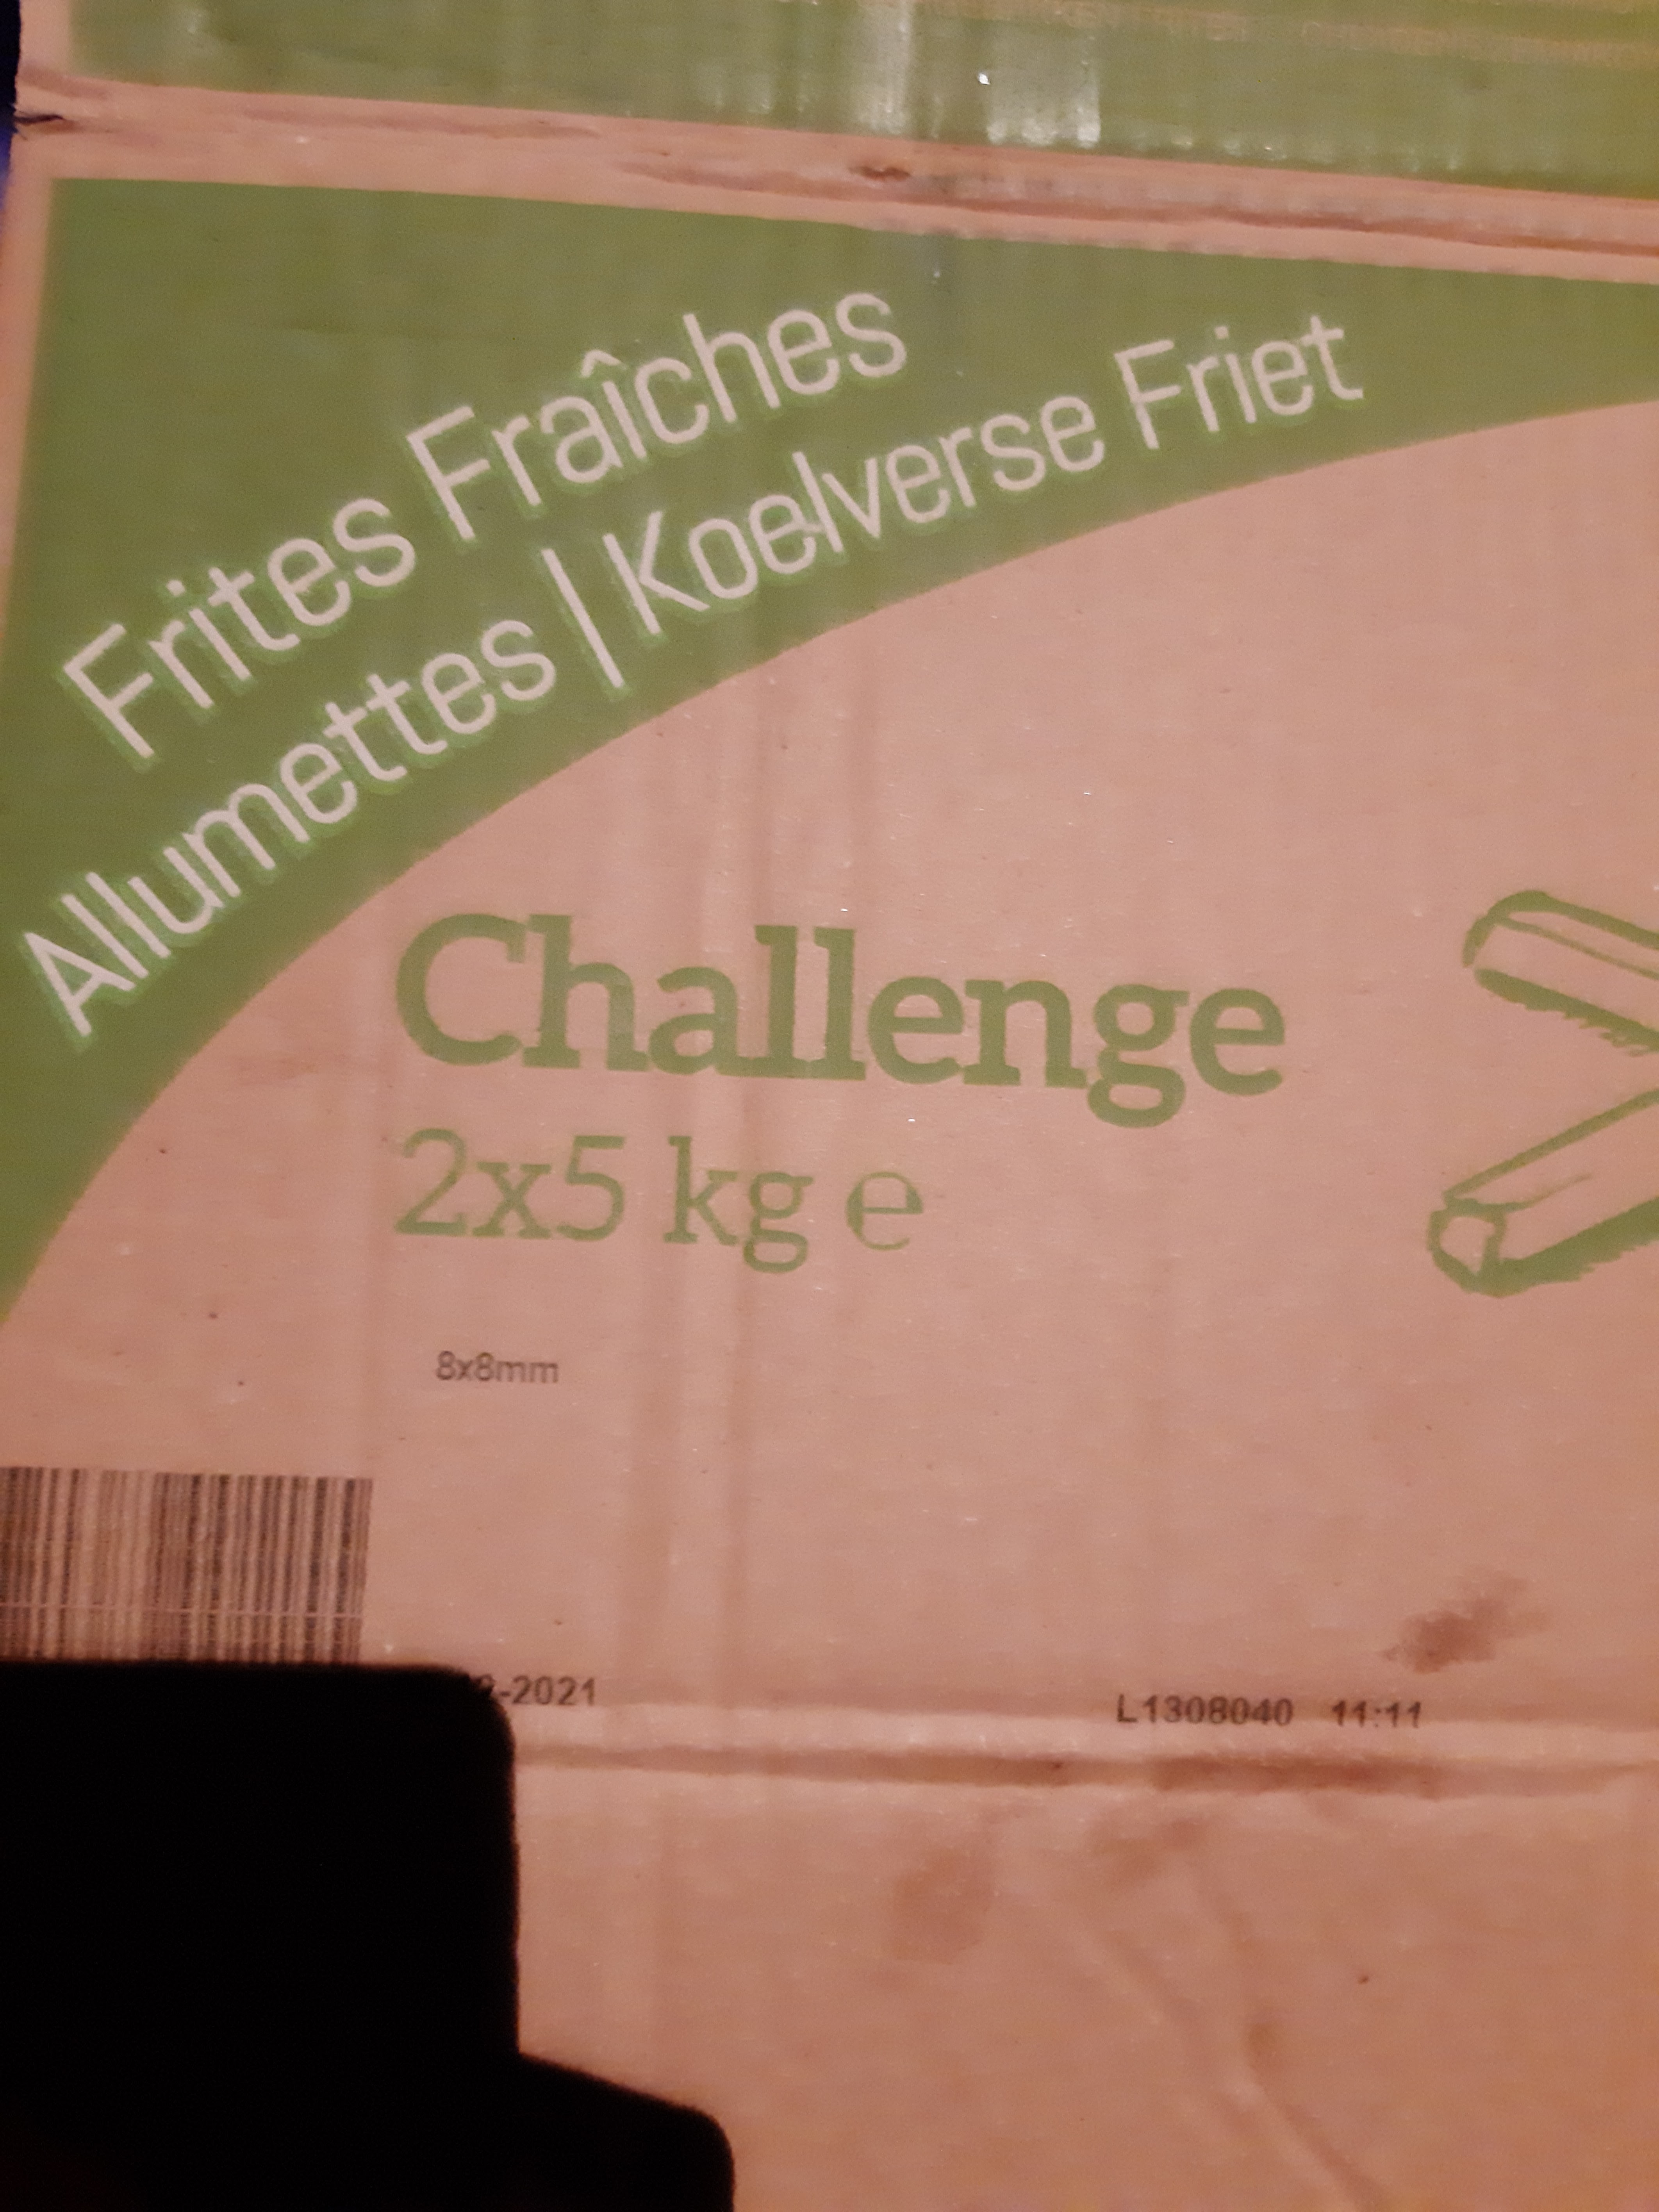 Frites Fraîches
Allumettes | Koelverse Friet
Challenge
2x5 kg e
8x8mm
-2021
L1308040 11:11